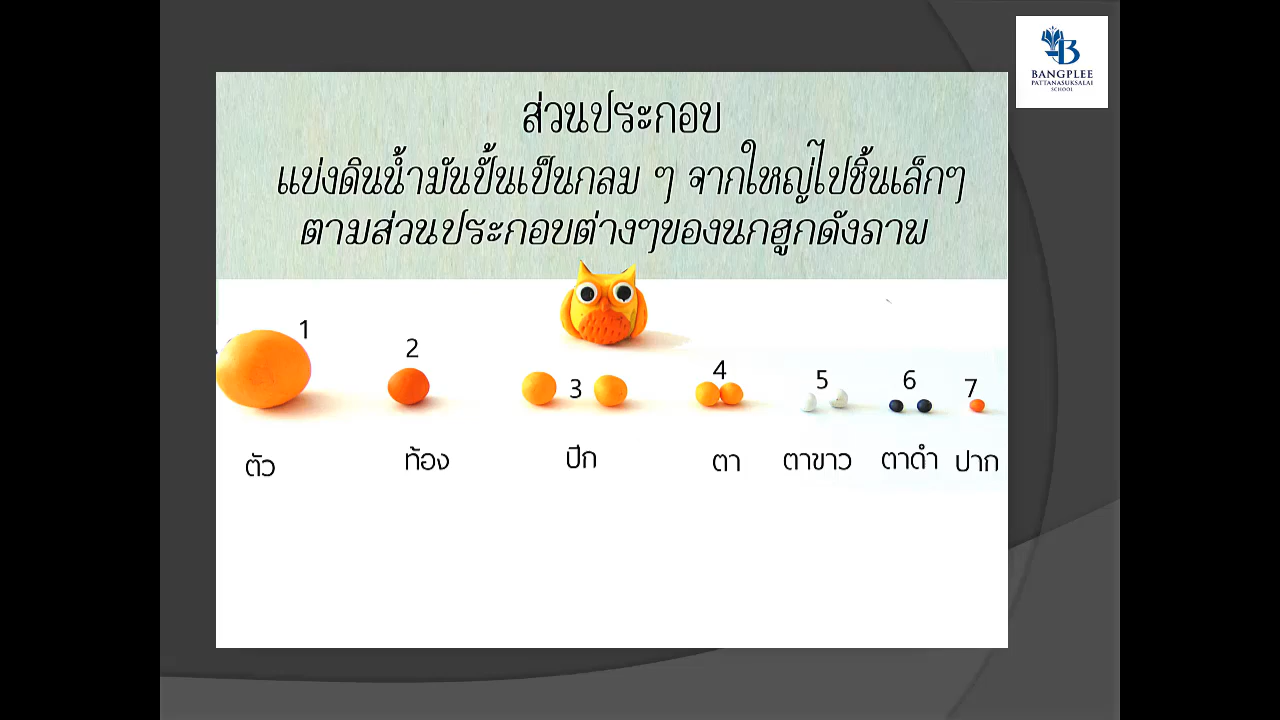 BANGPLEE
PATTANASUKSALAI
SCHOOL
ส่วนประกอบ
แบ่งดินน้ำมันปั้นเป็นกลม ๆ จากใหญ่ไปชิ้นเล็กๆ
ตามส่วนประกอบต่างๆของนกฮูกดังภาพ
1 2 3 4 5 6 7
ตัว ท้อง ปีก ตา ตาขาว ตาดำ ปาก